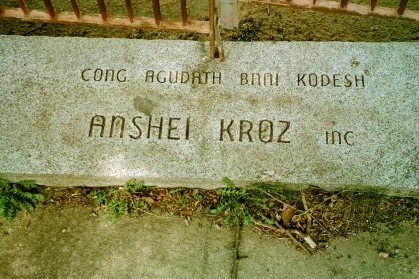 CONG. AGUDATH BNAI KODESH
ANSHEI KROZ INC